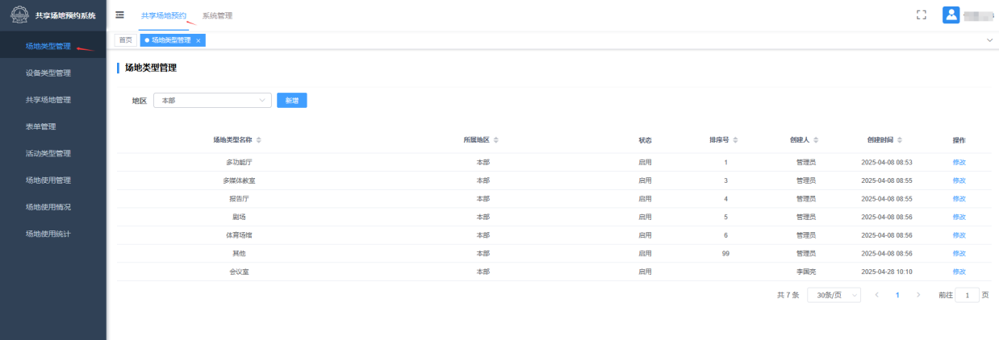 共享场地预约系统
共享场地预约 系统管理
首页 场地类型管理 ×
场地类型管理
设备类型管理
共享场地管理
表单管理
活动类型管理
场地使用管理
场地使用情况
场地使用统计
场地类型管理
地区 本部 新增
场地类型名称 所属地区 状态 排序号 创建人 创建时间 操作
多功能厅 本部 启用 1 管理员 2025-04-08 08:53 修改
多媒体教室 本部 启用 3 管理员 2025-04-08 08:55 修改
报告厅 本部 启用 4 管理员 2025-04-08 08:55 修改
剧场 本部 启用 5 管理员 2025-04-08 08:56 修改
体育场馆 本部 启用 6 管理员 2025-04-08 08:56 修改
其他 本部 启用 99 管理员 2025-04-08 08:56 修改
会议室 本部 启用 李国亮 2025-04-28 10:10 修改
共 7 条 30条/页 < 1 > 前往 1 页